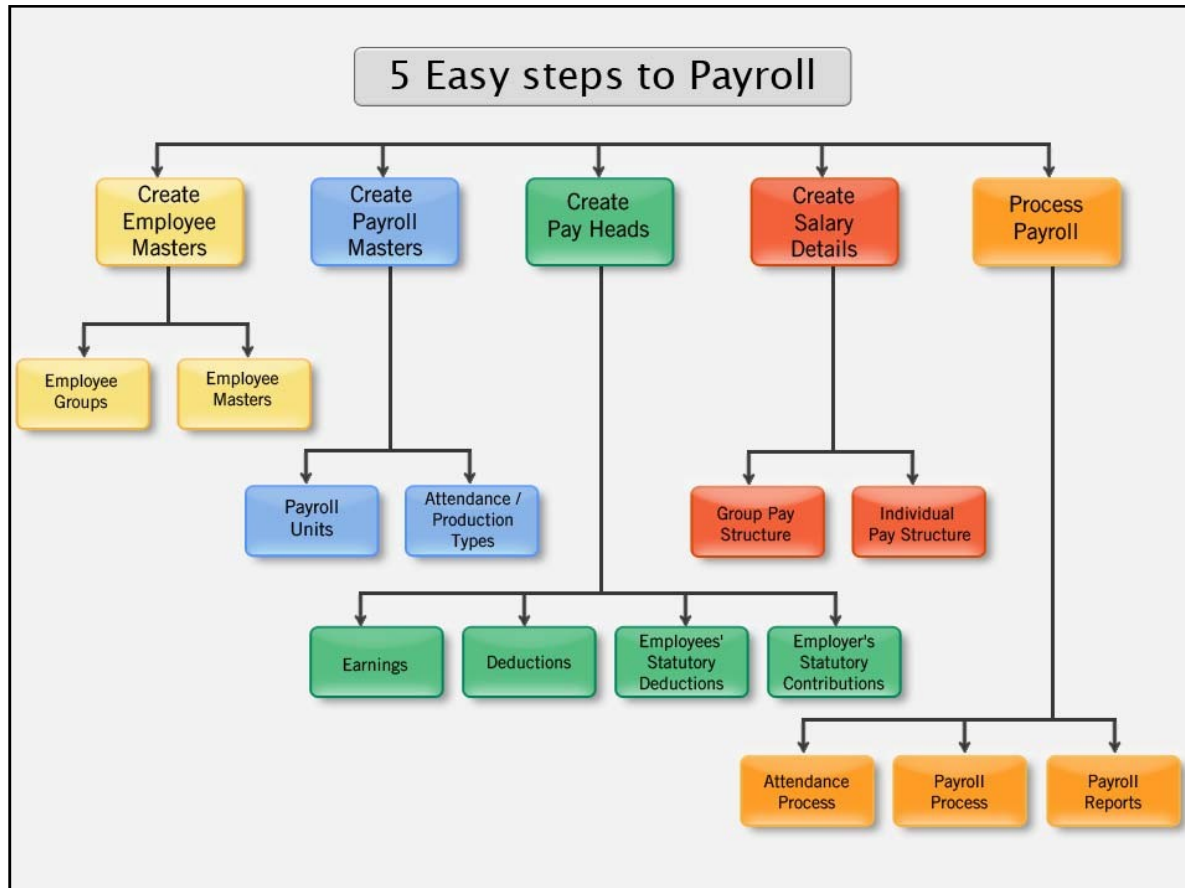 5 Easy steps to Payroll
Create
Employee
Masters
Create
Payroll
Masters
Create
Pay Heads
Create
Salary
Details
Process
Payroll
Employee
Groups
Employee
Masters
Payroll
Units
Attendance /
Production
Types
Group Pay
Structure
Individual
Pay Structure
Earnings
Deductions
Employees'
Statutory
Deductions
Employer's
Statutory
Contributions
Attendance
Process
Payroll
Process
Payroll
Reports